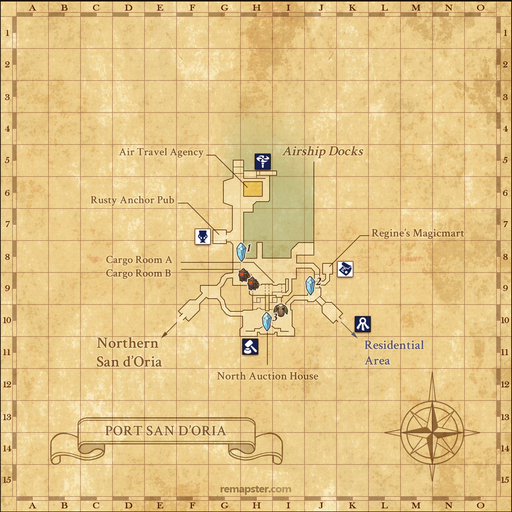 A B C D E F G H I J K L M N O
1 1
2 2
3 3
4 4
5 5
Air Travel Agency
Airship Docks
6 6
Rusty Anchor Pub
7 7
Regine's Magicmart
1
8 8
Cargo Room A
Cargo Room B
2
9 9
3
10 10
Northern
San d'Oria
Residential
Area
11 11
North Auction House
12 12
13 13
PORT SAN D'ORIA
14 14
15 15
remapster.com
A B C D E F G H I J K L M N O